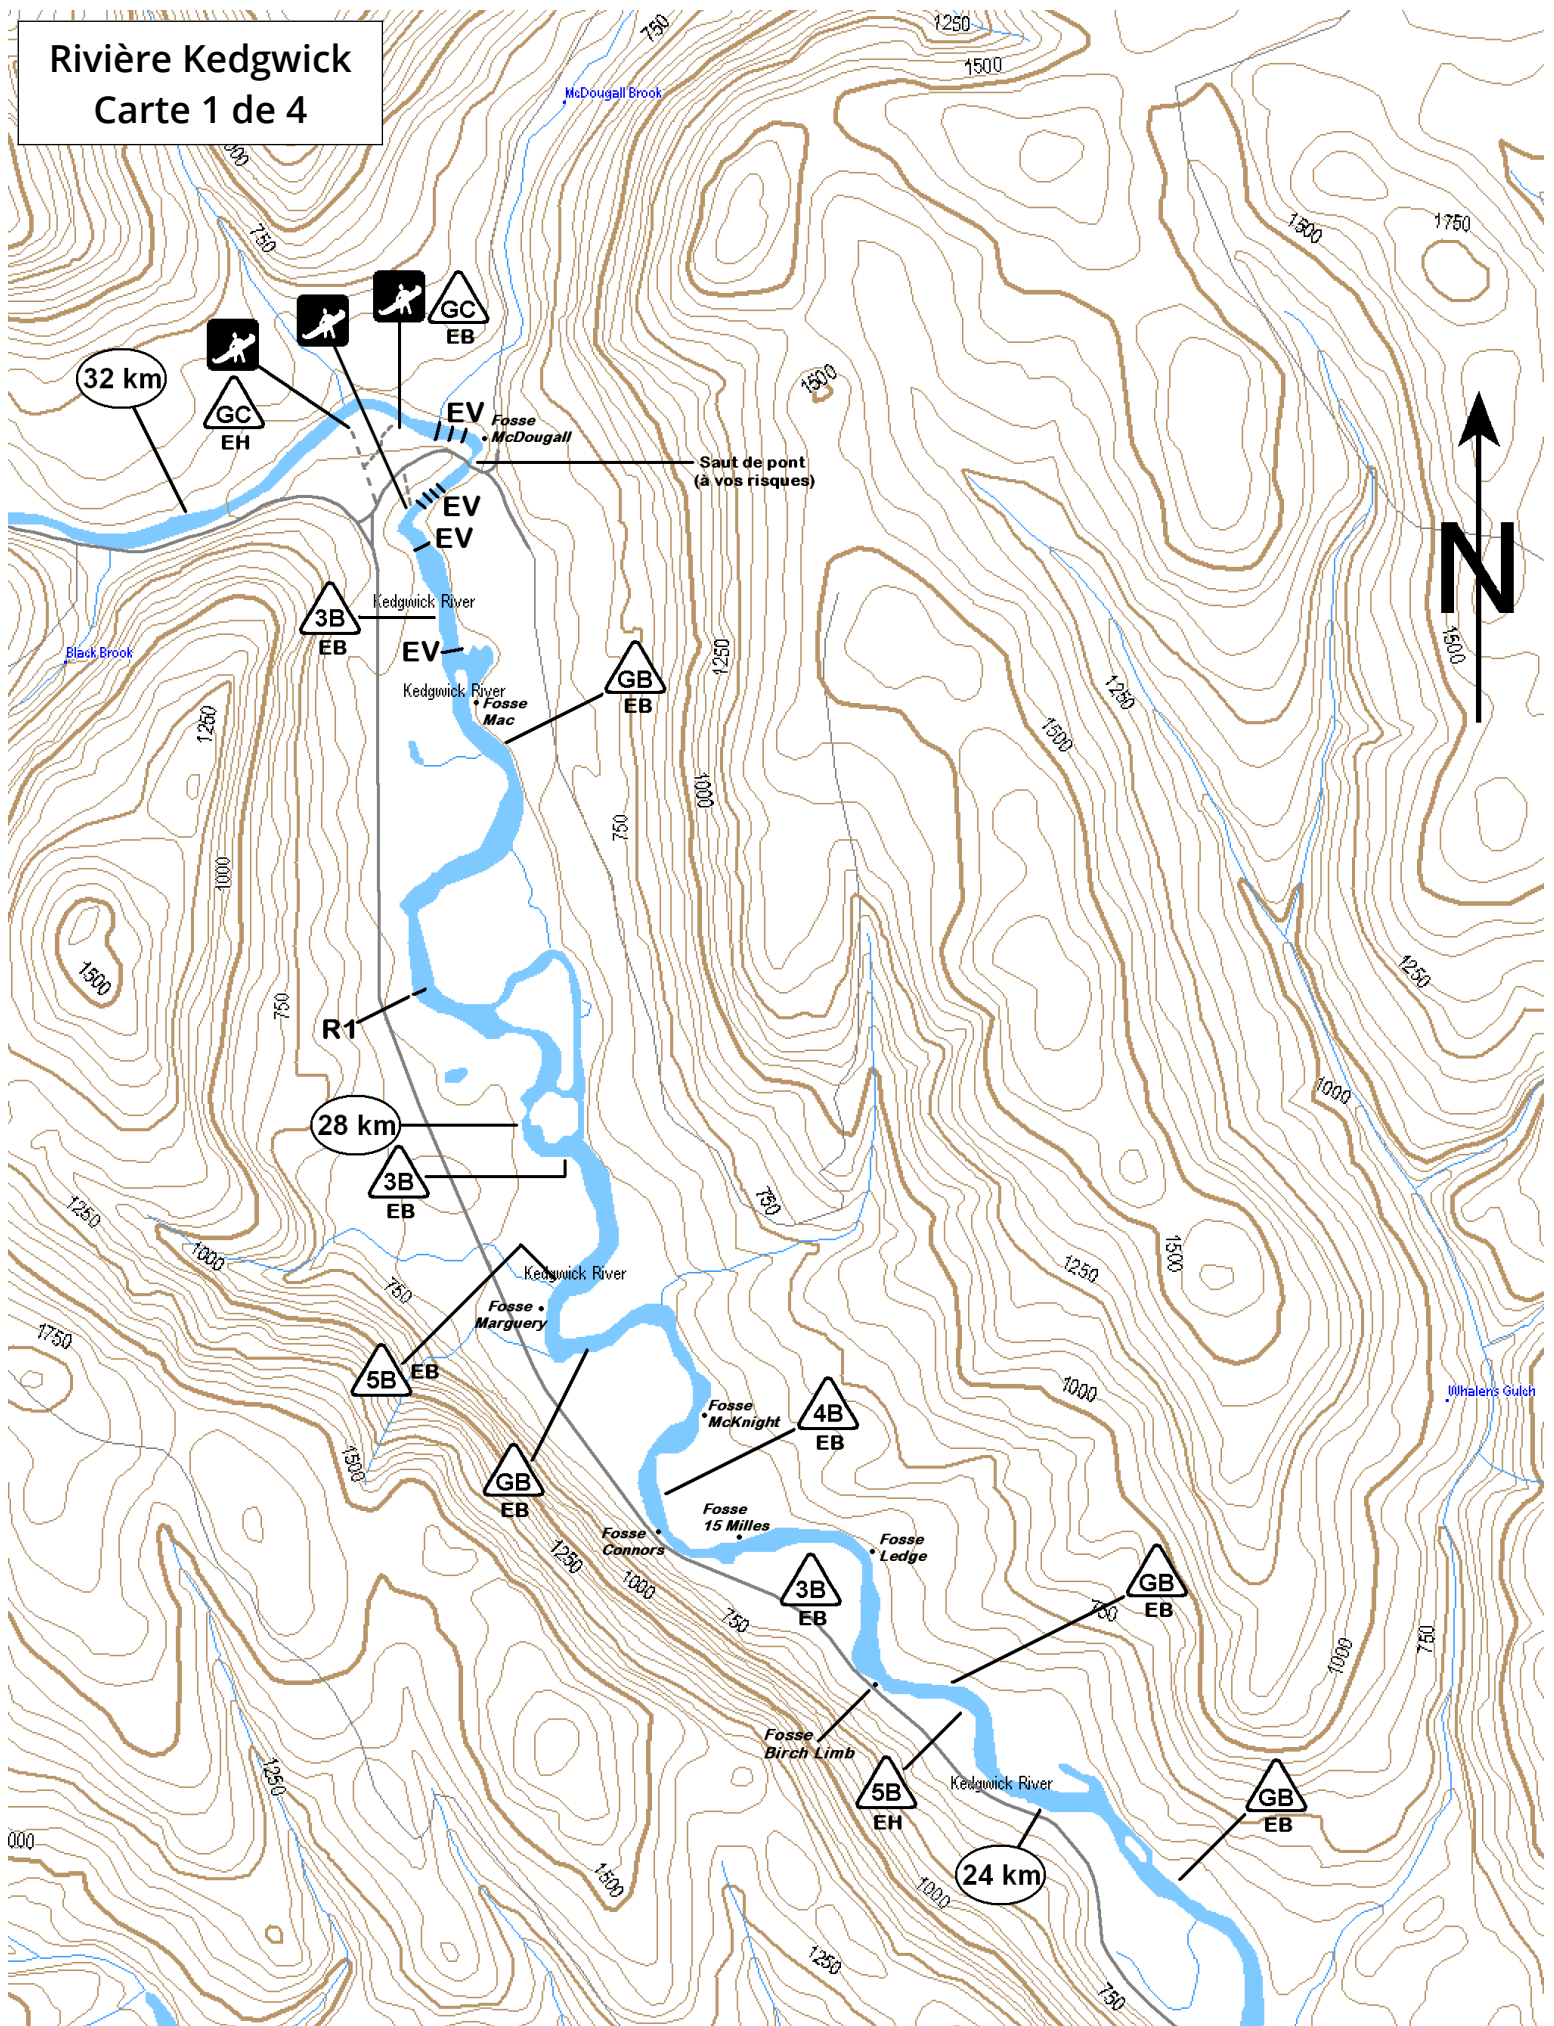 Rivière Kedgwick
Carte 1 de 4
750
1250
1500
McDougall Brook
000
750
1500
1750
GC
EB
32 km
GC
EH
1500
EV
Fosse
McDougall
Saut de pont
(à vos risques)
EV
EV
N
Kedgwick River
3B
EB
EV
Black Brook
1250
1500
GB
EB
Kedgwick River
Fosse
Mac
1250
1250
1500
1000
750
1000
1500
1250
750
R1
1000
28 km
3B
EB
750
1250
1000
1500
1250
Kedgwick River
750
Fosse
Marguery
1750
5B
EB
1000
Whalens Gulch
Fosse
McKnight
4B
EB
1500
GB
EB
Fosse
15 Milles
Fosse
Connors
Fosse
Ledge
1250
1000
3B
EB
GB
EB
750
750
750
1000
Fosse
Birch Limb
1250
5B
EH
Kedgwick River
GB
EB
000
24 km
1500
1000
1250
750